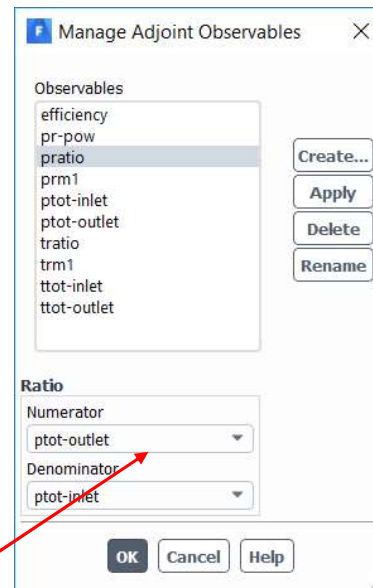 Manage Adjoint Observables
Observables
efficiency
pr-pow
pratio
prm1
ptot-inlet
ptot-outlet
tratio
trm1
ttot-inlet
ttot-outlet
Create...
Apply
Delete
Rename
Ratio
Numerator
ptot-outlet
Denominator
ptot-inlet
OK Cancel Help